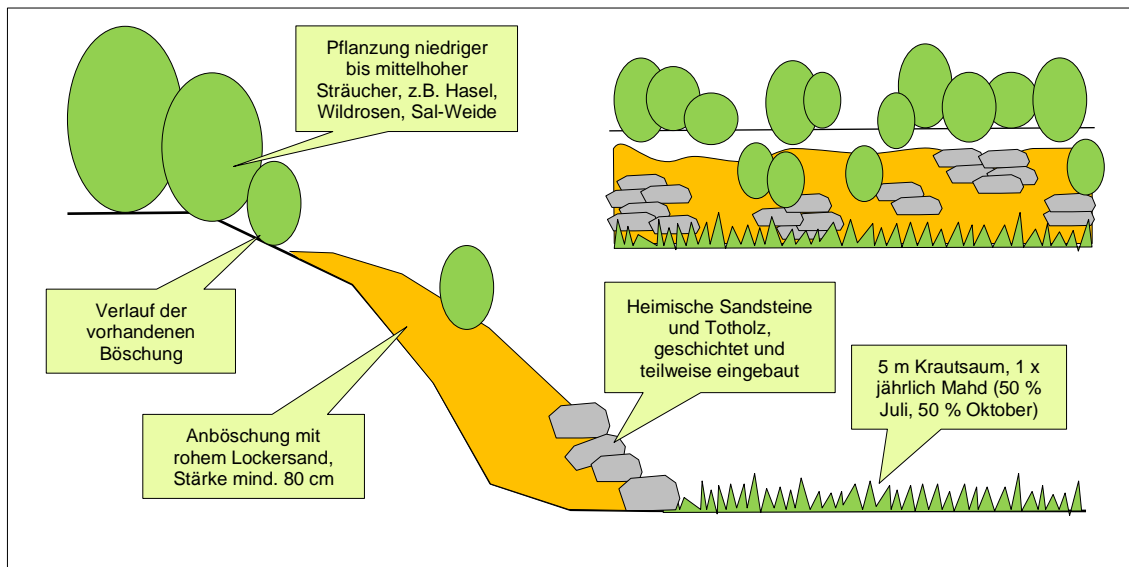 Pflanzung niedriger
bis mittelhoher
Sträucher, z.B. Hasel,
Wildrosen, Sal-Weide
Verlauf der
vorhandenen
Böschung
Anböschung mit
rohem Lockersand,
Stärke mind. 80 cm
Heimische Sandsteine
und Totholz,
geschichtet und
teilweise eingebaut
5 m Krautsaum, 1 x
jährlich Mahd (50 %
Juli, 50 % Oktober)